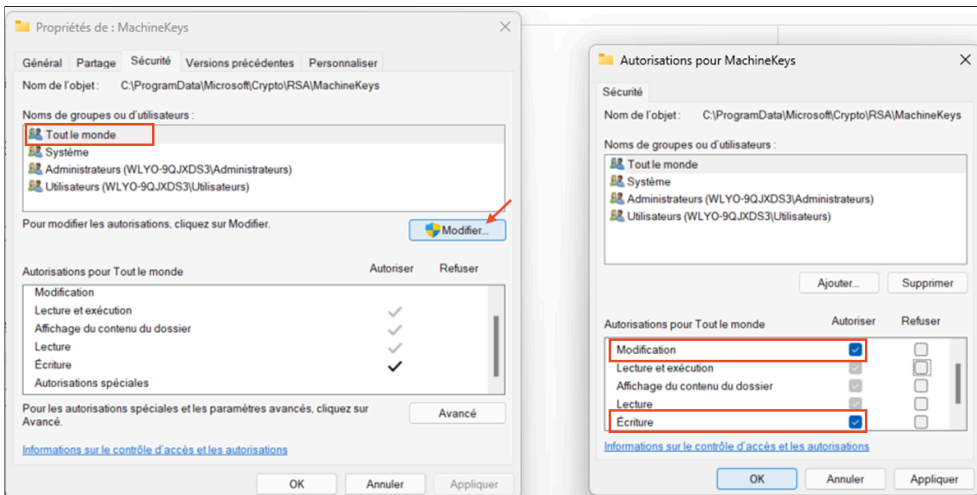 Propriétés de : MachineKeys
Général Partage Sécurité Versions précédentes Personnaliser
Nom de l'objet : C:\ProgramData\Microsoft\Crypto\RSA\MachineKeys
Noms de groupes ou d'utilisateurs :
Tout le monde
Système
Administrateurs (WLYO-9QJXDS3\Administrateurs)
Utilisateurs (WLYO-9QJXDS3\Utilisateurs)
Pour modifier les autorisations, cliquez sur Modifier.
Modifier...
Autorisations pour Tout le monde Autoriser Refuser
Modification
Lecture et exécution
Affichage du contenu du dossier
Lecture
Écriture
Autorisations spéciales
Pour les autorisations spéciales et les paramètres avancés, cliquez sur
Avancé.
Avancé
Informations sur le contrôle d'accès et les autorisations
OK Annuler Appliquer
Autorisations pour MachineKeys
Sécurité
Nom de l'objet : C:\ProgramData\Microsoft\Crypto\RSA\MachineKeys
Noms de groupes ou d'utilisateurs :
Tout le monde
Système
Administrateurs (WLYO-9QJXDS3\Administrateurs)
Utilisateurs (WLYO-9QJXDS3\Utilisateurs)
Ajouter... Supprimer
Autorisations pour Tout le monde Autoriser Refuser
Modification
Lecture et exécution
Affichage du contenu du dossier
Lecture
Écriture
Informations sur le contrôle d'accès et les autorisations
OK Annuler Appliquer